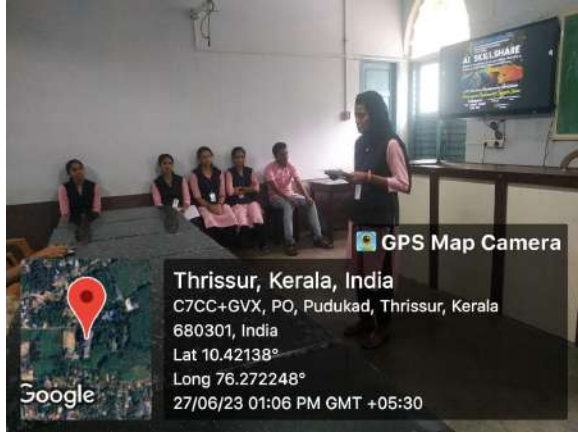 AI SKILLSHARE
GPS Map Camera
Thrissur, Kerala, India
C7CC+GVX, PO, Pudukad, Thrissur, Kerala
680301, India
Lat 10.42138°
Long 76.272248°
27/06/23 01:06 PM GMT +05:30
Google